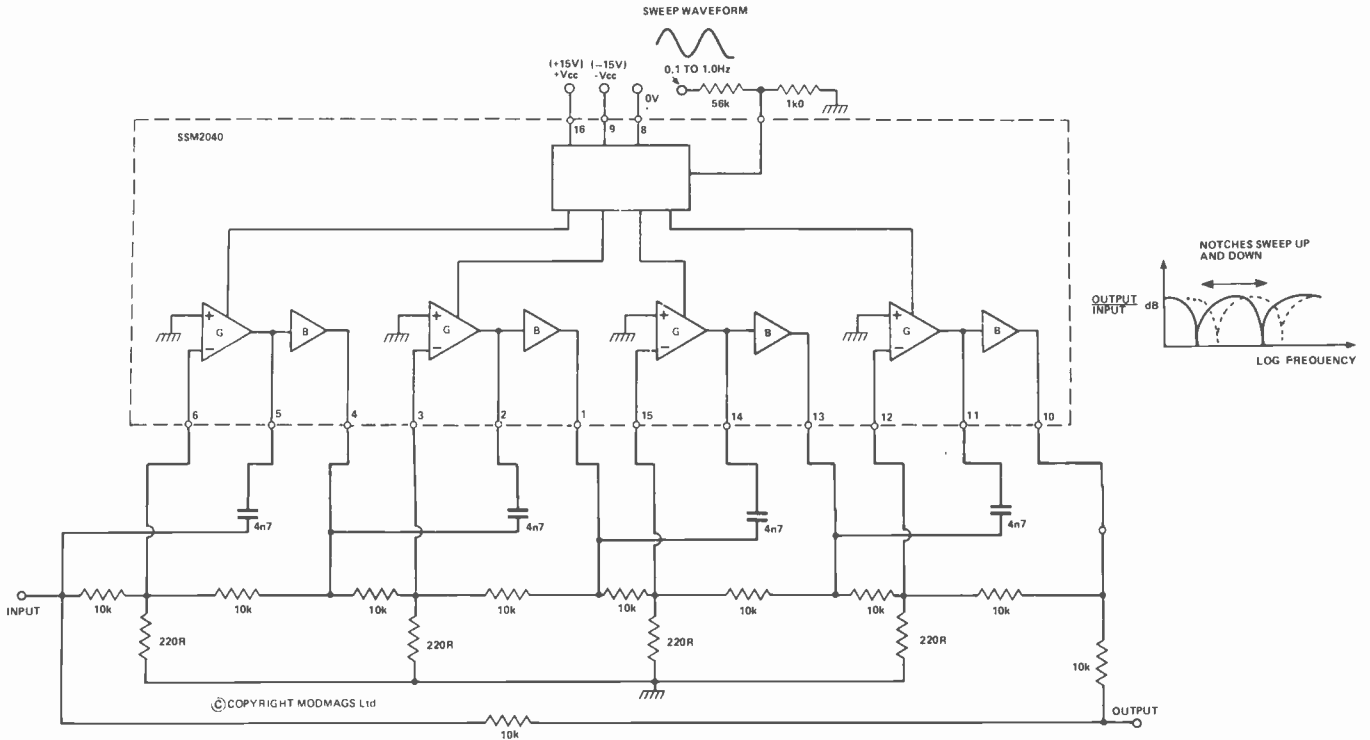 SWEEP WAVEFORM
0.1 TO 1.0Hz
(+15V) (−15V)
+Vcc -Vcc
0V
56k
1k0
SSM2040
16
9
8
+
−
G
B
+
−
G
B
+
−
G
B
+
−
G
B
6
5
4
3
2
1
15
14
13
12
11
10
NOTCHES SWEEP UP
AND DOWN
OUTPUT
INPUT
dB
LOG FREQUENCY
4n7
4n7
4n7
4n7
INPUT
10k
10k
10k
10k
10k
10k
10k
10k
220R
220R
220R
220R
10k
©COPYRIGHT MODMAGS Ltd
10k
OUTPUT